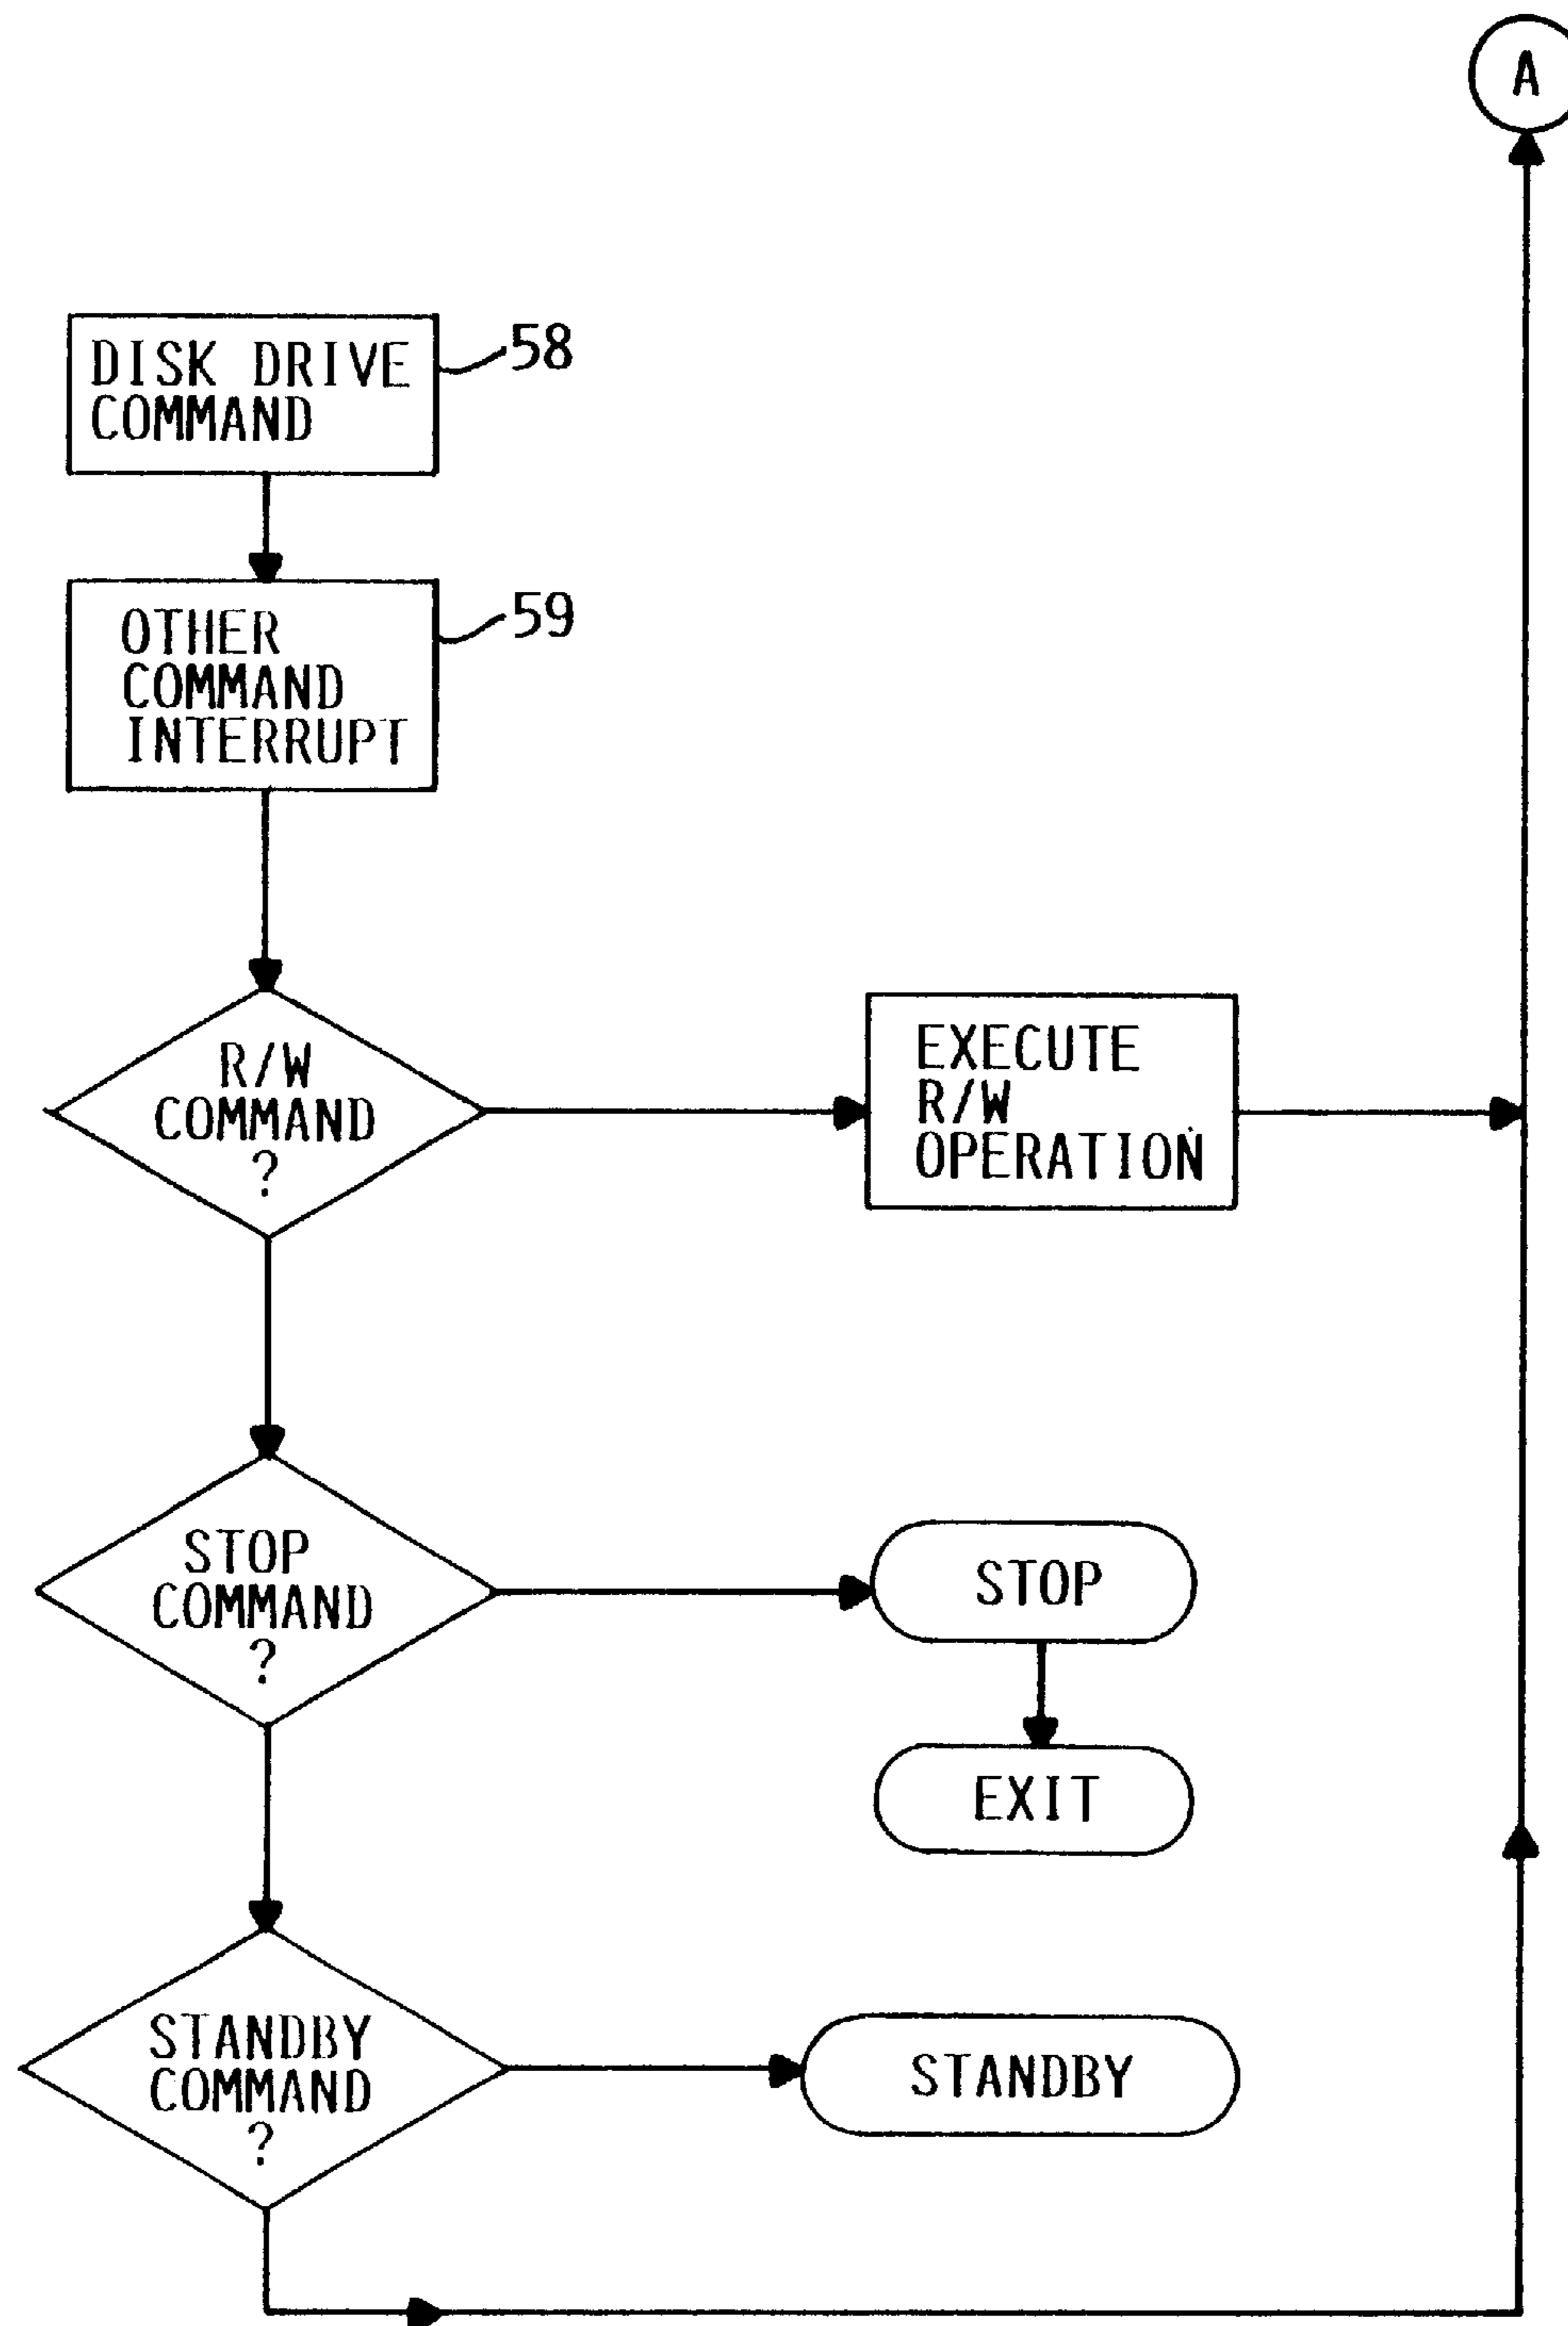 A
DISK DRIVE
COMMAND
58
OTHER
COMMAND
INTERRUPT
59
R/W
COMMAND
?
EXECUTE
R/W
OPERATION
STOP
COMMAND
?
STOP
EXIT
STANDBY
COMMAND
?
STANDBY